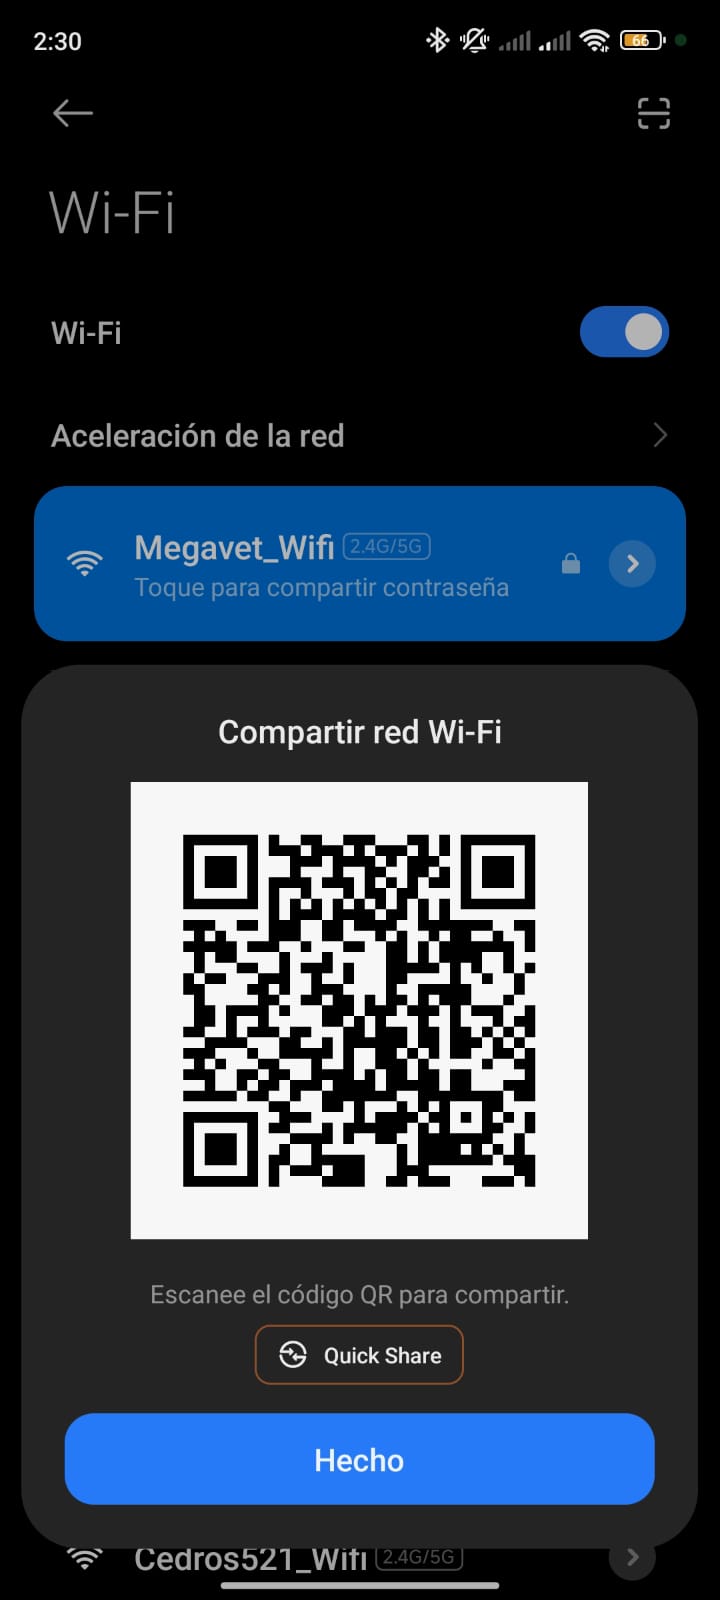 2:30
66
Wi-Fi
Wi-Fi
Aceleración de la red
Megavet_Wifi 2.4G/5G
Toque para compartir contraseña
Compartir red Wi-Fi
Escanee el código QR para compartir.
Quick Share
Hecho
Cedros521_Wifi 2.4G/5G